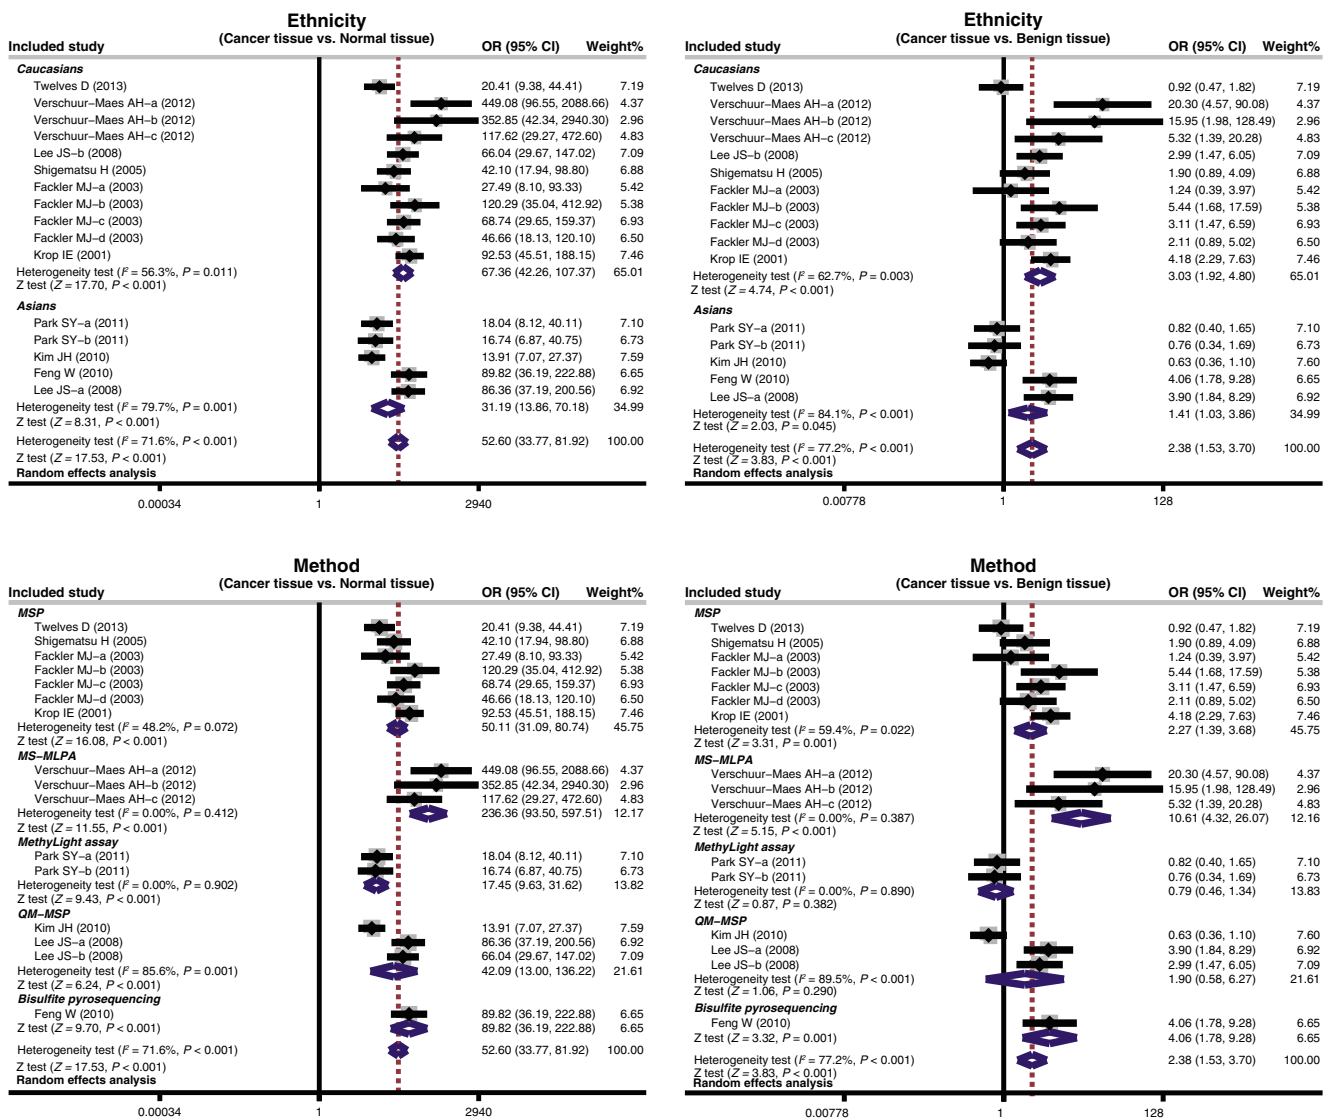 Ethnicity
(Cancer tissue vs. Normal tissue)
Included study OR (95% CI) Weight%
Caucasians
Twelves D (2013) 20.41 (9.38, 44.41) 7.19
Verschuur−Maes AH−a (2012) 449.08 (96.55, 2088.66) 4.37
Verschuur−Maes AH−b (2012) 352.85 (42.34, 2940.30) 2.96
Verschuur−Maes AH−c (2012) 117.62 (29.27, 472.60) 4.83
Lee JS−b (2008) 66.04 (29.67, 147.02) 7.09
Shigematsu H (2005) 42.10 (17.94, 98.80) 6.88
Fackler MJ−a (2003) 27.49 (8.10, 93.33) 5.42
Fackler MJ−b (2003) 120.29 (35.04, 412.92) 5.38
Fackler MJ−c (2003) 68.74 (29.65, 159.37) 6.93
Fackler MJ−d (2003) 46.66 (18.13, 120.10) 6.50
Krop IE (2001) 92.53 (45.51, 188.15) 7.46
Heterogeneity test (I² = 56.3%, P = 0.011) 67.36 (42.26, 107.37) 65.01
Z test (Z = 17.70, P < 0.001)
Asians
Park SY−a (2011) 18.04 (8.12, 40.11) 7.10
Park SY−b (2011) 16.74 (6.87, 40.75) 6.73
Kim JH (2010) 13.91 (7.07, 27.37) 7.59
Feng W (2010) 89.82 (36.19, 222.88) 6.65
Lee JS−a (2008) 86.36 (37.19, 200.56) 6.92
Heterogeneity test (I² = 79.7%, P = 0.001) 31.19 (13.86, 70.18) 34.99
Z test (Z = 8.31, P < 0.001)
Heterogeneity test (I² = 71.6%, P < 0.001) 52.60 (33.77, 81.92) 100.00
Z test (Z = 17.53, P < 0.001)
Random effects analysis
0.00034 1 2940
Ethnicity
(Cancer tissue vs. Benign tissue)
Included study OR (95% CI) Weight%
Caucasians
Twelves D (2013) 0.92 (0.47, 1.82) 7.19
Verschuur−Maes AH−a (2012) 20.30 (4.57, 90.08) 4.37
Verschuur−Maes AH−b (2012) 15.95 (1.98, 128.49) 2.96
Verschuur−Maes AH−c (2012) 5.32 (1.39, 20.28) 4.83
Lee JS−b (2008) 2.99 (1.47, 6.05) 7.09
Shigematsu H (2005) 1.90 (0.89, 4.09) 6.88
Fackler MJ−a (2003) 1.24 (0.39, 3.97) 5.42
Fackler MJ−b (2003) 5.44 (1.68, 17.59) 5.38
Fackler MJ−c (2003) 3.11 (1.47, 6.59) 6.93
Fackler MJ−d (2003) 2.11 (0.89, 5.02) 6.50
Krop IE (2001) 4.18 (2.29, 7.63) 7.46
Heterogeneity test (I² = 62.7%, P = 0.003) 3.03 (1.92, 4.80) 65.01
Z test (Z = 4.74, P < 0.001)
Asians
Park SY−a (2011) 0.82 (0.40, 1.65) 7.10
Park SY−b (2011) 0.76 (0.34, 1.69) 6.73
Kim JH (2010) 0.63 (0.36, 1.10) 7.60
Feng W (2010) 4.06 (1.78, 9.28) 6.65
Lee JS−a (2008) 3.90 (1.84, 8.29) 6.92
Heterogeneity test (I² = 84.1%, P < 0.001) 1.41 (1.03, 3.86) 34.99
Z test (Z = 2.03, P = 0.045)
Heterogeneity test (I² = 77.2%, P < 0.001) 2.38 (1.53, 3.70) 100.00
Z test (Z = 3.83, P < 0.001)
Random effects analysis
0.00778 1 128
Method
(Cancer tissue vs. Normal tissue)
Included study OR (95% CI) Weight%
MSP
Twelves D (2013) 20.41 (9.38, 44.41) 7.19
Shigematsu H (2005) 42.10 (17.94, 98.80) 6.88
Fackler MJ−a (2003) 27.49 (8.10, 93.33) 5.42
Fackler MJ−b (2003) 120.29 (35.04, 412.92) 5.38
Fackler MJ−c (2003) 68.74 (29.65, 159.37) 6.93
Fackler MJ−d (2003) 46.66 (18.13, 120.10) 6.50
Krop IE (2001) 92.53 (45.51, 188.15) 7.46
Heterogeneity test (I² = 48.2%, P = 0.072) 50.11 (31.09, 80.74) 45.75
Z test (Z = 16.08, P < 0.001)
MS−MLPA
Verschuur−Maes AH−a (2012) 449.08 (96.55, 2088.66) 4.37
Verschuur−Maes AH−b (2012) 352.85 (42.34, 2940.30) 2.96
Verschuur−Maes AH−c (2012) 117.62 (29.27, 472.60) 4.83
Heterogeneity test (I² = 0.00%, P = 0.412) 236.36 (93.50, 597.51) 12.17
Z test (Z = 11.55, P < 0.001)
MethyLight assay
Park SY−a (2011) 18.04 (8.12, 40.11) 7.10
Park SY−b (2011) 16.74 (6.87, 40.75) 6.73
Heterogeneity test (I² = 0.00%, P = 0.902) 17.45 (9.63, 31.62) 13.82
Z test (Z = 9.43, P < 0.001)
QM−MSP
Kim JH (2010) 13.91 (7.07, 27.37) 7.59
Lee JS−a (2008) 86.36 (37.19, 200.56) 6.92
Lee JS−b (2008) 66.04 (29.67, 147.02) 7.09
Heterogeneity test (I² = 85.6%, P = 0.001) 42.09 (13.00, 136.22) 21.61
Z test (Z = 6.24, P < 0.001)
Bisulfite pyrosequencing
Feng W (2010) 89.82 (36.19, 222.88) 6.65
Z test (Z = 9.70, P < 0.001) 89.82 (36.19, 222.88) 6.65
Heterogeneity test (I² = 71.6%, P < 0.001) 52.60 (33.77, 81.92) 100.00
Z test (Z = 17.53, P < 0.001)
Random effects analysis
0.00034 1 2940
Method
(Cancer tissue vs. Benign tissue)
Included study OR (95% CI) Weight%
MSP
Twelves D (2013) 0.92 (0.47, 1.82) 7.19
Shigematsu H (2005) 1.90 (0.89, 4.09) 6.88
Fackler MJ−a (2003) 1.24 (0.39, 3.97) 5.42
Fackler MJ−b (2003) 5.44 (1.68, 17.59) 5.38
Fackler MJ−c (2003) 3.11 (1.47, 6.59) 6.93
Fackler MJ−d (2003) 2.11 (0.89, 5.02) 6.50
Krop IE (2001) 4.18 (2.29, 7.63) 7.46
Heterogeneity test (I² = 59.4%, P = 0.022) 2.27 (1.39, 3.68) 45.75
Z test (Z = 3.31, P = 0.001)
MS−MLPA
Verschuur−Maes AH−a (2012) 20.30 (4.57, 90.08) 4.37
Verschuur−Maes AH−b (2012) 15.95 (1.98, 128.49) 2.96
Verschuur−Maes AH−c (2012) 5.32 (1.39, 20.28) 4.83
Heterogeneity test (I² = 0.00%, P = 0.387) 10.61 (4.32, 26.07) 12.16
Z test (Z = 5.15, P < 0.001)
MethyLight assay
Park SY−a (2011) 0.82 (0.40, 1.65) 7.10
Park SY−b (2011) 0.76 (0.34, 1.69) 6.73
Heterogeneity test (I² = 0.00%, P = 0.890) 0.79 (0.46, 1.34) 13.83
Z test (Z = 0.87, P = 0.382)
QM−MSP
Kim JH (2010) 0.63 (0.36, 1.10) 7.60
Lee JS−a (2008) 3.90 (1.84, 8.29) 6.92
Lee JS−b (2008) 2.99 (1.47, 6.05) 7.09
Heterogeneity test (I² = 89.5%, P < 0.001) 1.90 (0.58, 6.27) 21.61
Z test (Z = 1.06, P = 0.290)
Bisulfite pyrosequencing
Feng W (2010) 4.06 (1.78, 9.28) 6.65
Z test (Z = 3.32, P = 0.001) 4.06 (1.78, 9.28) 6.65
Heterogeneity test (I² = 77.2%, P < 0.001) 2.38 (1.53, 3.70) 100.00
Z test (Z = 3.83, P < 0.001)
Random effects analysis
0.00778 1 128